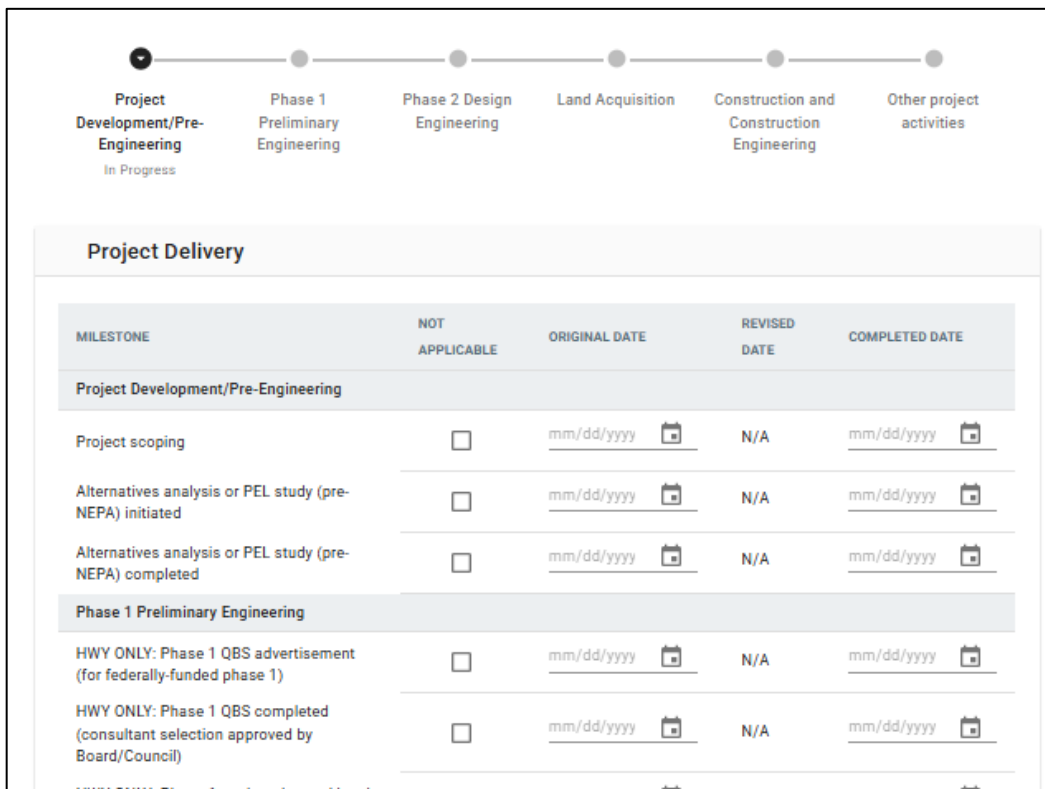 Project
Development/Pre-
Engineering
In Progress
Phase 1
Preliminary
Engineering
Phase 2 Design
Engineering
Land Acquisition
Construction and
Construction
Engineering
Other project
activities
Project Delivery
MILESTONE
NOT
APPLICABLE
ORIGINAL DATE
REVISED
DATE
COMPLETED DATE
Project Development/Pre-Engineering
Project scoping
mm/dd/yyyy
N/A
mm/dd/yyyy
Alternatives analysis or PEL study (pre-
NEPA) initiated
mm/dd/yyyy
N/A
mm/dd/yyyy
Alternatives analysis or PEL study (pre-
NEPA) completed
mm/dd/yyyy
N/A
mm/dd/yyyy
Phase 1 Preliminary Engineering
HWY ONLY: Phase 1 QBS advertisement
(for federally-funded phase 1)
mm/dd/yyyy
N/A
mm/dd/yyyy
HWY ONLY: Phase 1 QBS completed
(consultant selection approved by
Board/Council)
mm/dd/yyyy
N/A
mm/dd/yyyy